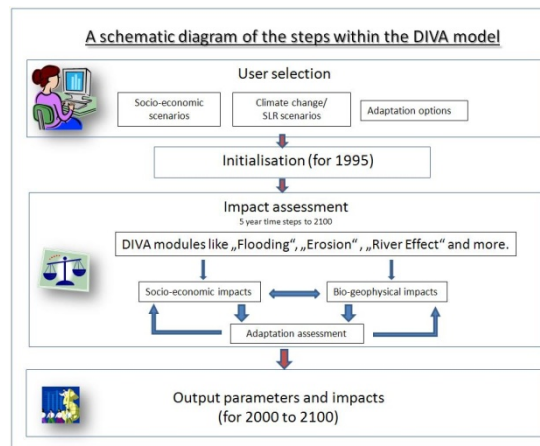 A schematic diagram of the steps within the DIVA model
User selection
Socio-economic
scenarios
Climate change/
SLR scenarios
Adaptation options
Initialisation (for 1995)
Impact assessment
5 year time steps to 2100
DIVA modules like „Flooding“, „Erosion“, „River Effect“ and more.
Socio-economic impacts
Bio-geophysical impacts
Adaptation assessment
Output parameters and impacts
(for 2000 to 2100)